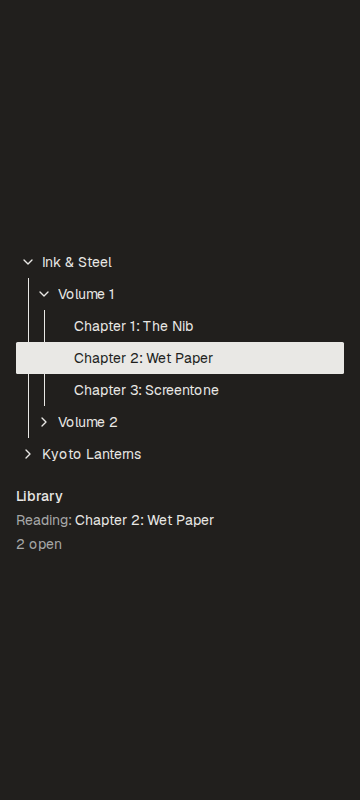 Ink & Steel
Volume 1
Chapter 1: The Nib
Chapter 2: Wet Paper
Chapter 3: Screentone
Volume 2
Kyoto Lanterns
Library
Reading: Chapter 2: Wet Paper
2 open